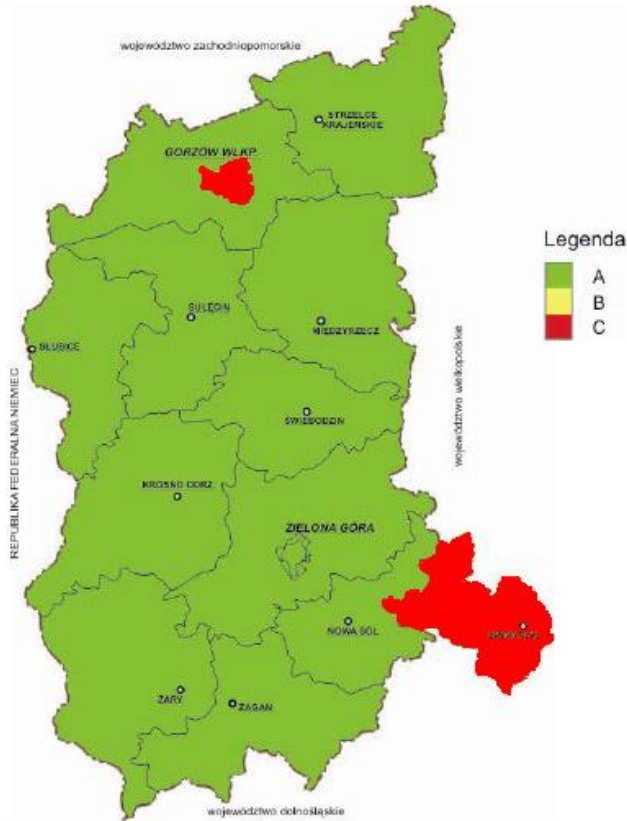 województwo zachodniopomorskie
STRZELCE
KRAJEŃSKIE
GORZÓW WLKP.
Legenda
A
B
C
SULĘCIN
MIĘDZYRZECZ
SŁUBICE
województwo wielkopolskie
REPUBLIKA FEDERALNA NIEMIEC
ŚWIEBODZIN
KROSNO ODRZ.
ZIELONA GÓRA
NOWA SÓL
ŻARY
ŻAGAŃ
województwo dolnośląskie